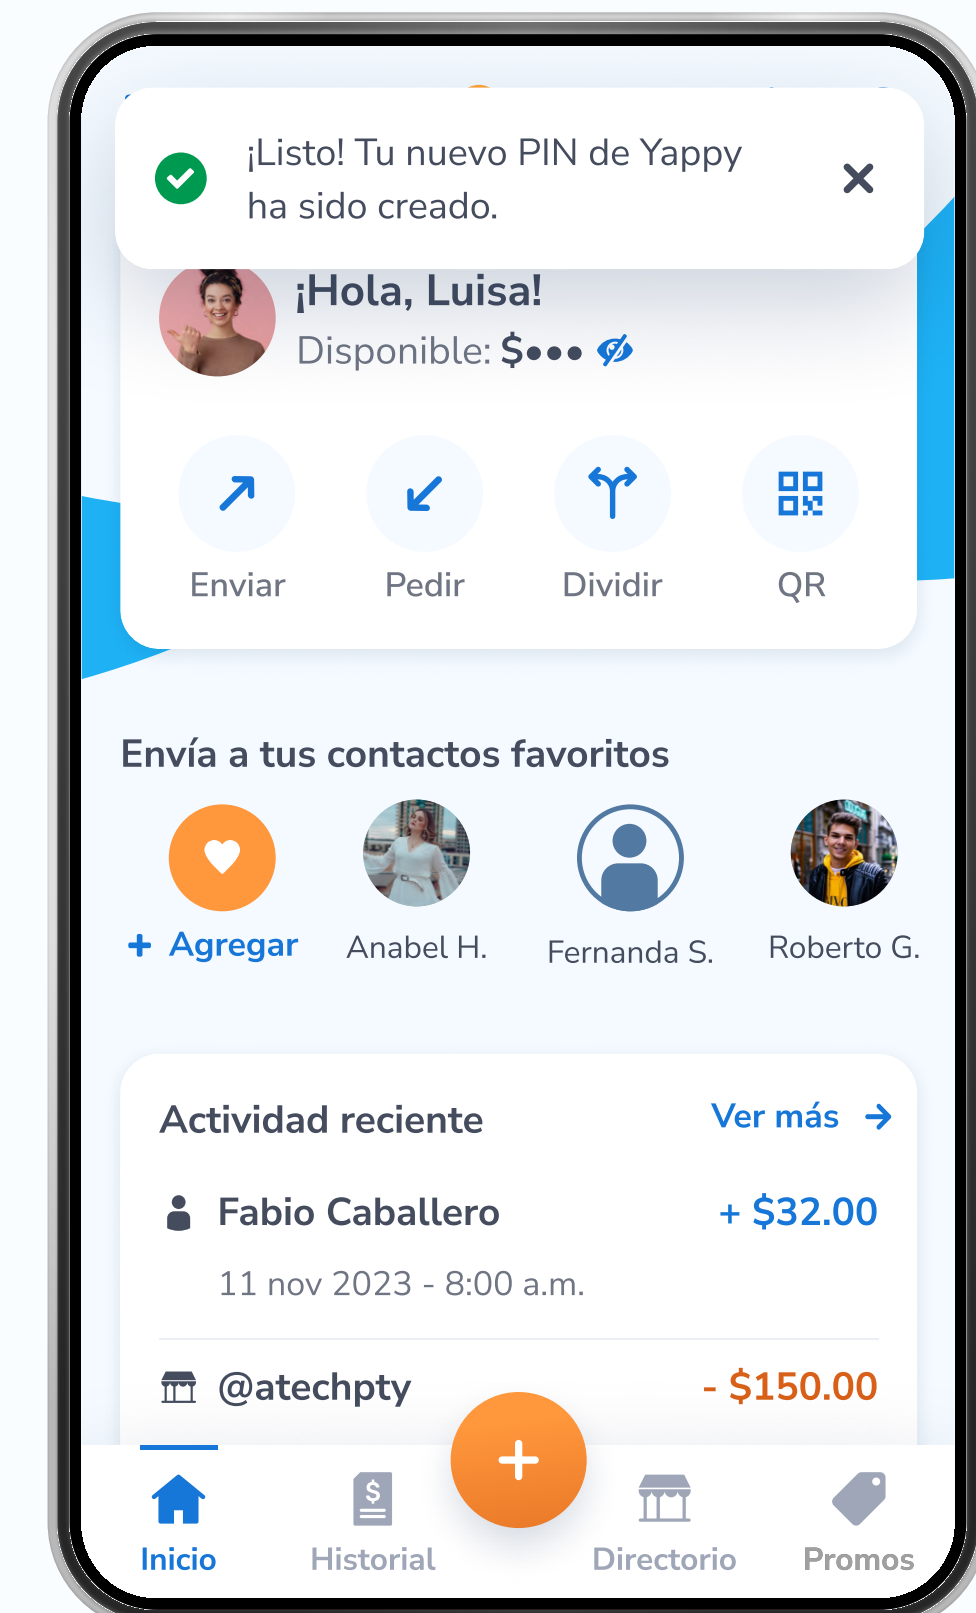 ¡Listo! Tu nuevo PIN de Yappy
ha sido creado.
¡Hola, Luisa!
Disponible: $•••
Enviar
Pedir
Dividir
QR
Envía a tus contactos favoritos
+ Agregar
Anabel H.
Fernanda S.
Roberto G.
Actividad reciente
Ver más →
Fabio Caballero
+ $32.00
11 nov 2023 - 8:00 a.m.
@atechpty
- $150.00
Inicio
Historial
Directorio
Promos